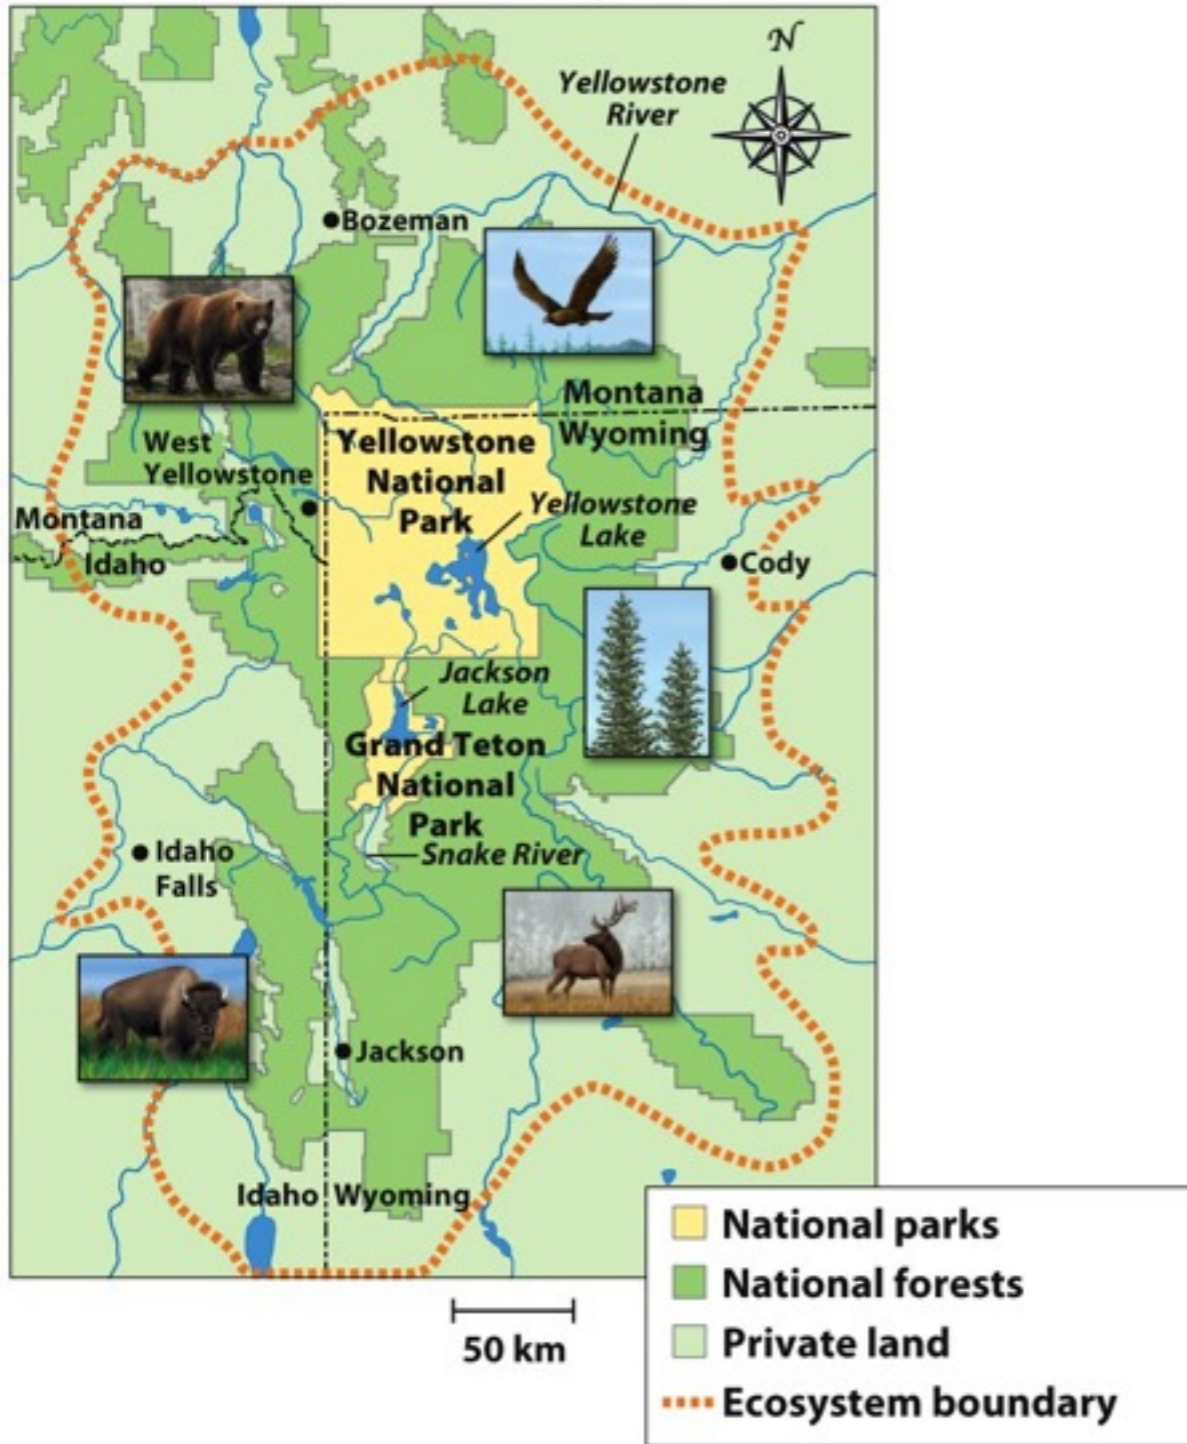 N
Yellowstone
River
Bozeman
Montana
Wyoming
West
Yellowstone
Yellowstone
National
Park
Yellowstone
Lake
Montana
Idaho
Cody
Jackson
Lake
Grand Teton
National
Park
Snake River
Idaho
Falls
Jackson
Idaho
Wyoming
National parks
National forests
Private land
Ecosystem boundary
50 km